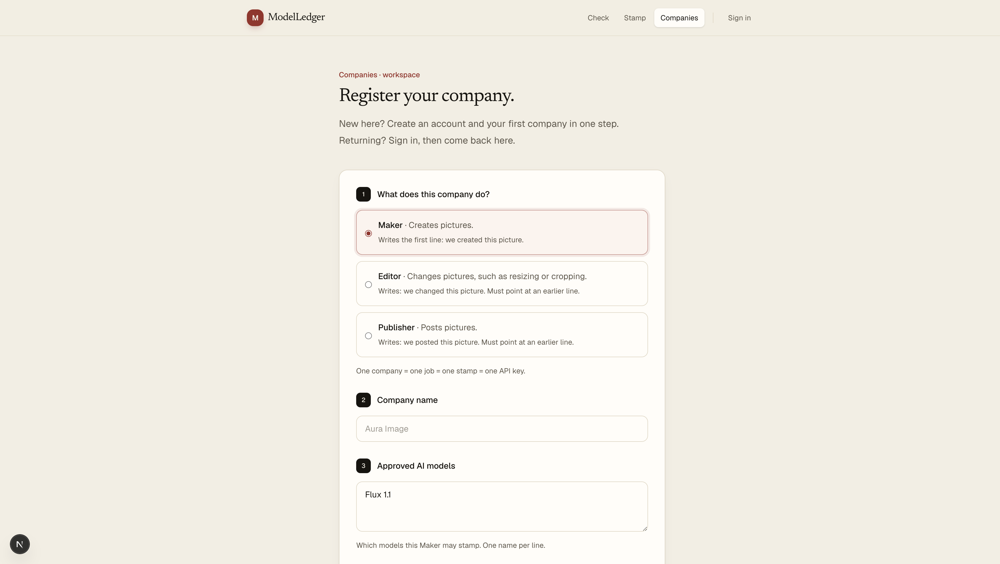 M ModelLedger
Check Stamp Companies Sign in
Companies · workspace
Register your company.
New here? Create an account and your first company in one step.
Returning? Sign in, then come back here.
1 What does this company do?
Maker · Creates pictures.
Writes the first line: we created this picture.
Editor · Changes pictures, such as resizing or cropping.
Writes: we changed this picture. Must point at an earlier line.
Publisher · Posts pictures.
Writes: we posted this picture. Must point at an earlier line.
One company = one job = one stamp = one API key.
2 Company name
Aura Image
3 Approved AI models
Flux 1.1
Which models this Maker may stamp. One name per line.
N